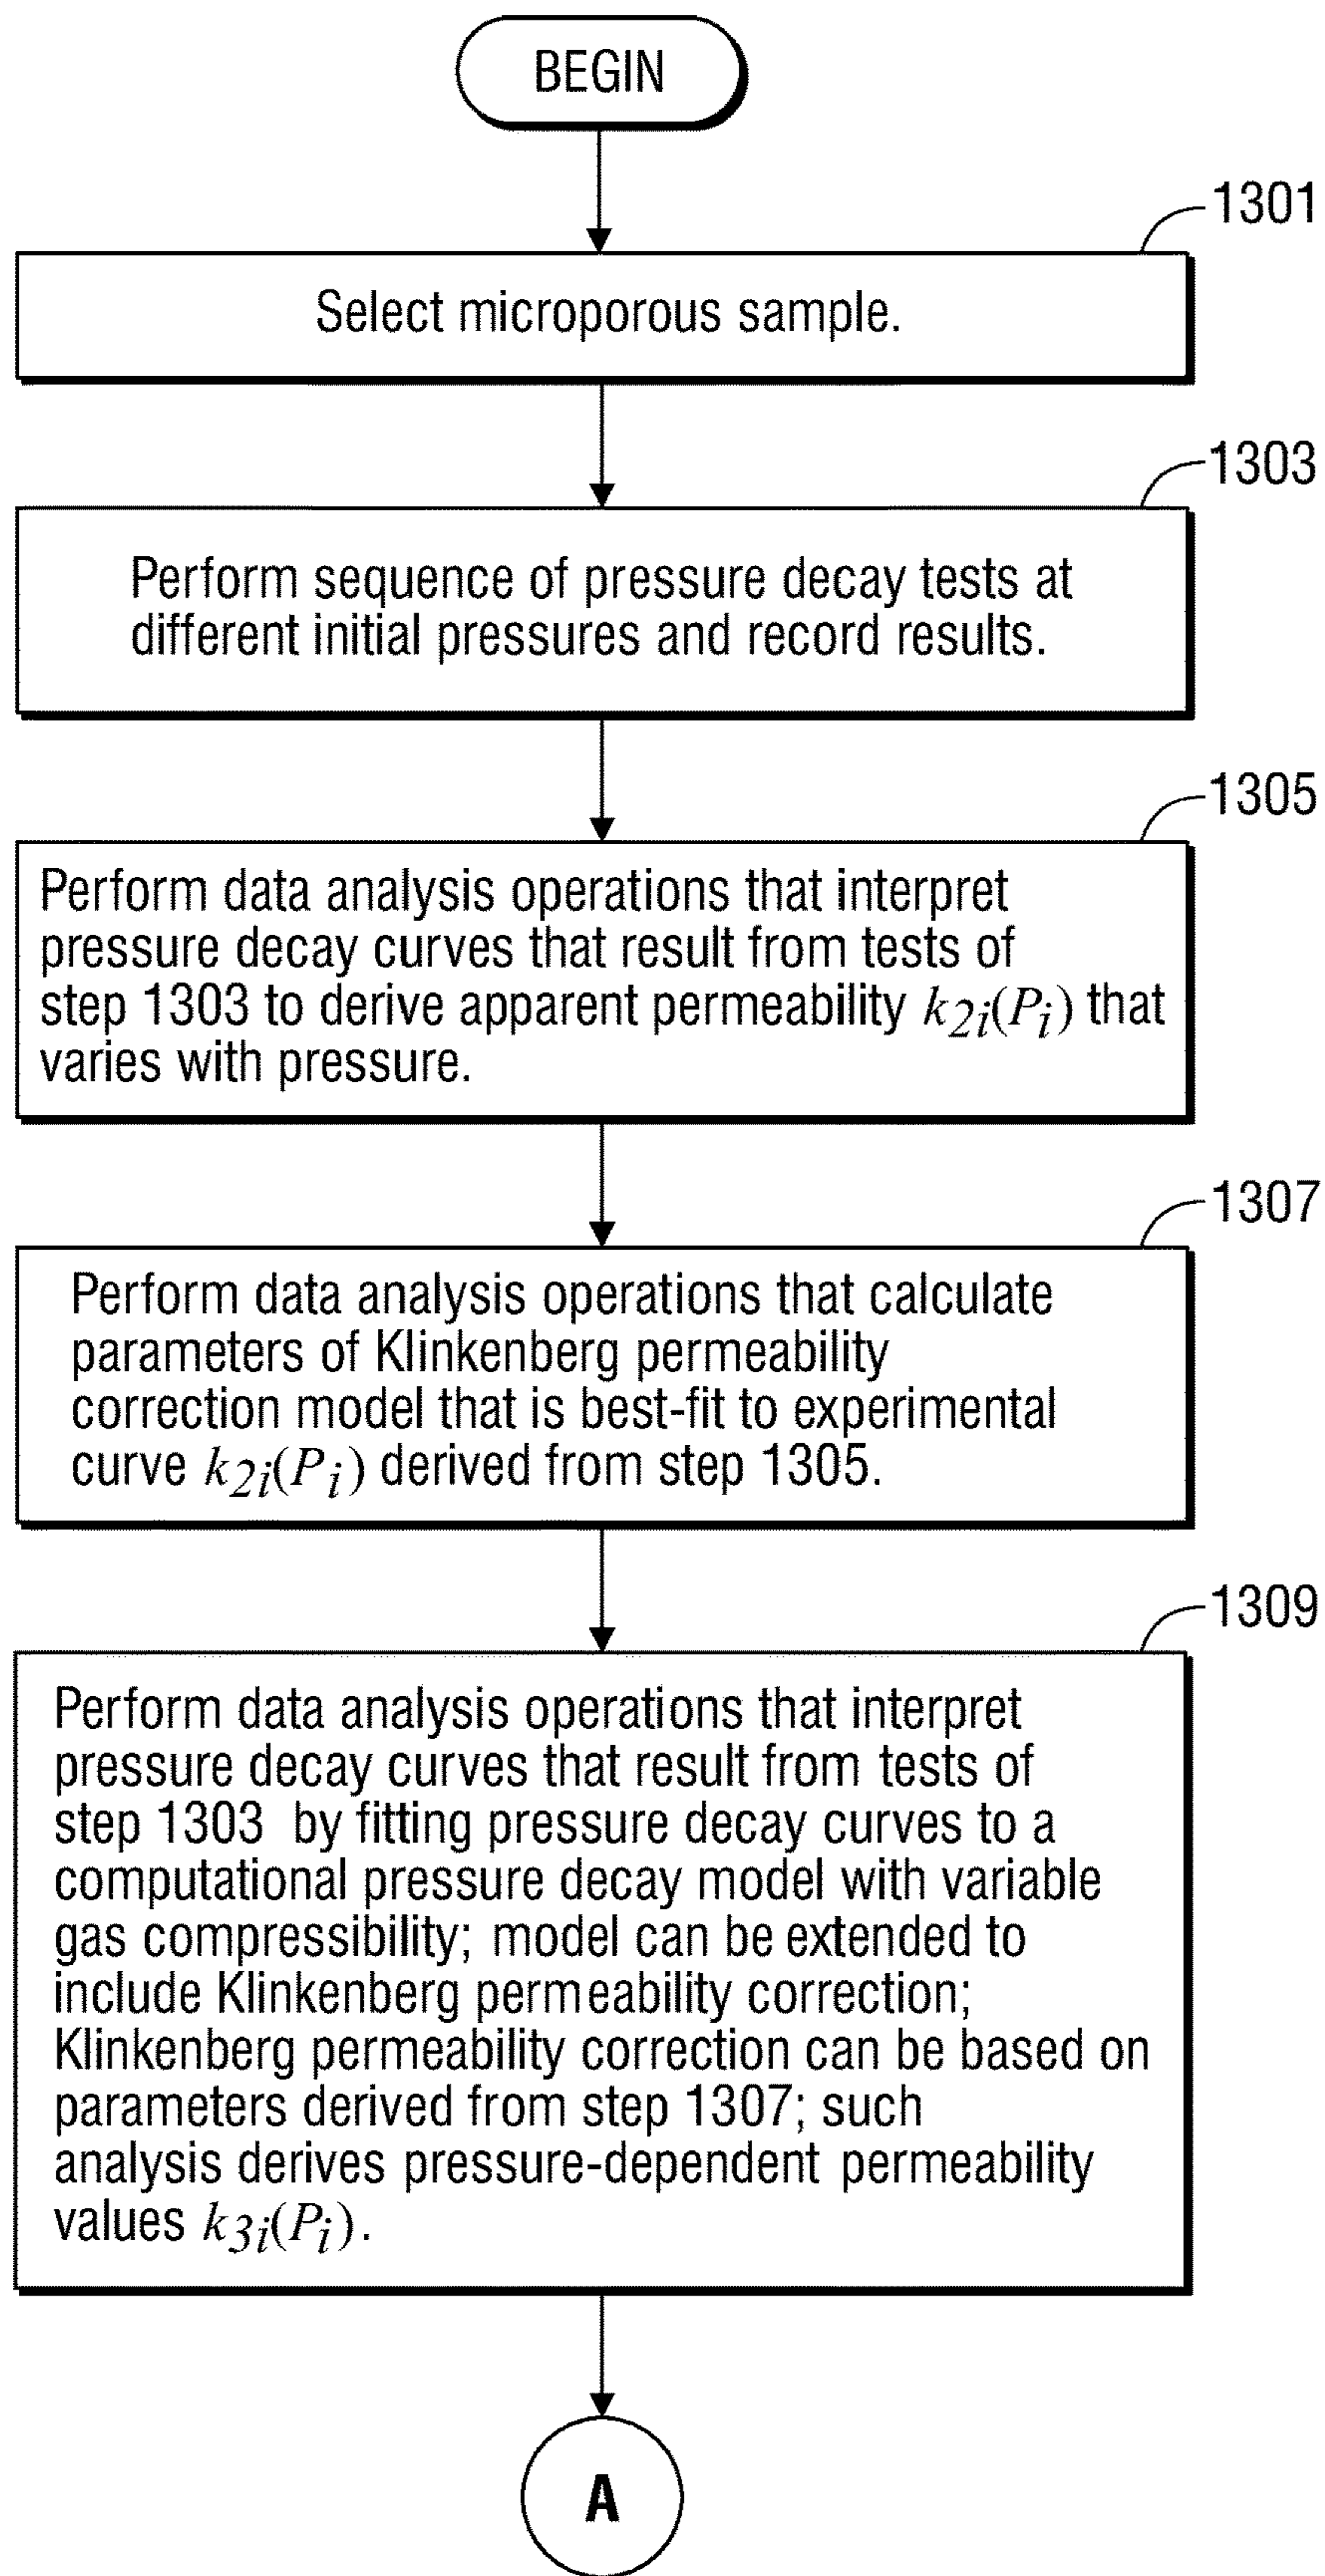 BEGIN
1301
Select microporous sample.
1303
Perform sequence of pressure decay tests at
different initial pressures and record results.
1305
Perform data analysis operations that interpret
pressure decay curves that result from tests of
step 1303 to derive apparent permeability k2i(Pi) that
varies with pressure.
1307
Perform data analysis operations that calculate
parameters of Klinkenberg permeability
correction model that is best-fit to experimental
curve k2i(Pi) derived from step 1305.
1309
Perform data analysis operations that interpret
pressure decay curves that result from tests of
step 1303 by fitting pressure decay curves to a
computational pressure decay model with variable
gas compressibility; model can be extended to
include Klinkenberg permeability correction;
Klinkenberg permeability correction can be based on
parameters derived from step 1307; such
analysis derives pressure-dependent permeability
values k3i(Pi).
A